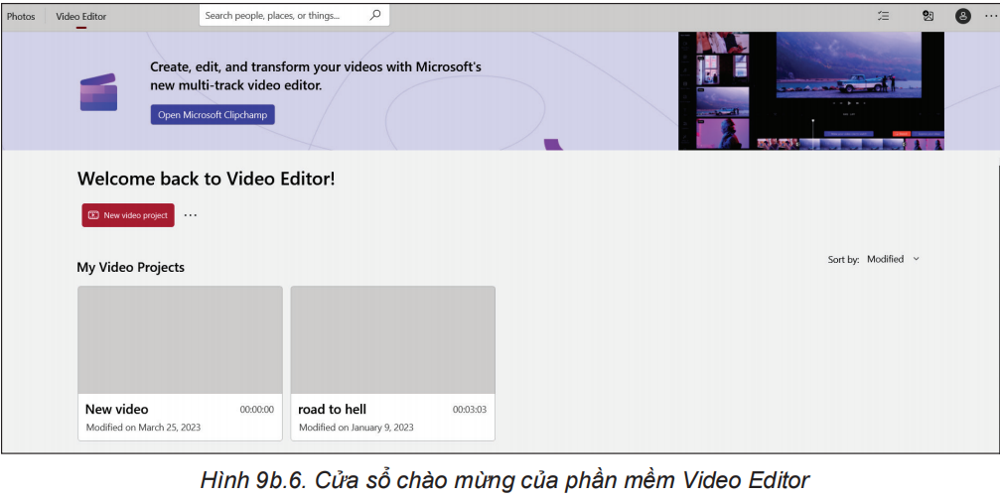 Photos Video Editor Search people, places, or things... ...
Create, edit, and transform your videos with Microsoft's
new multi-track video editor.
Open Microsoft Clipchamp
Welcome back to Video Editor!
New video project ...
Sort by: Modified
My Video Projects
New video 00:00:00
Modified on March 25, 2023
road to hell 00:03:03
Modified on January 9, 2023
Hình 9b.6. Cửa sổ chào mừng của phần mềm Video Editor